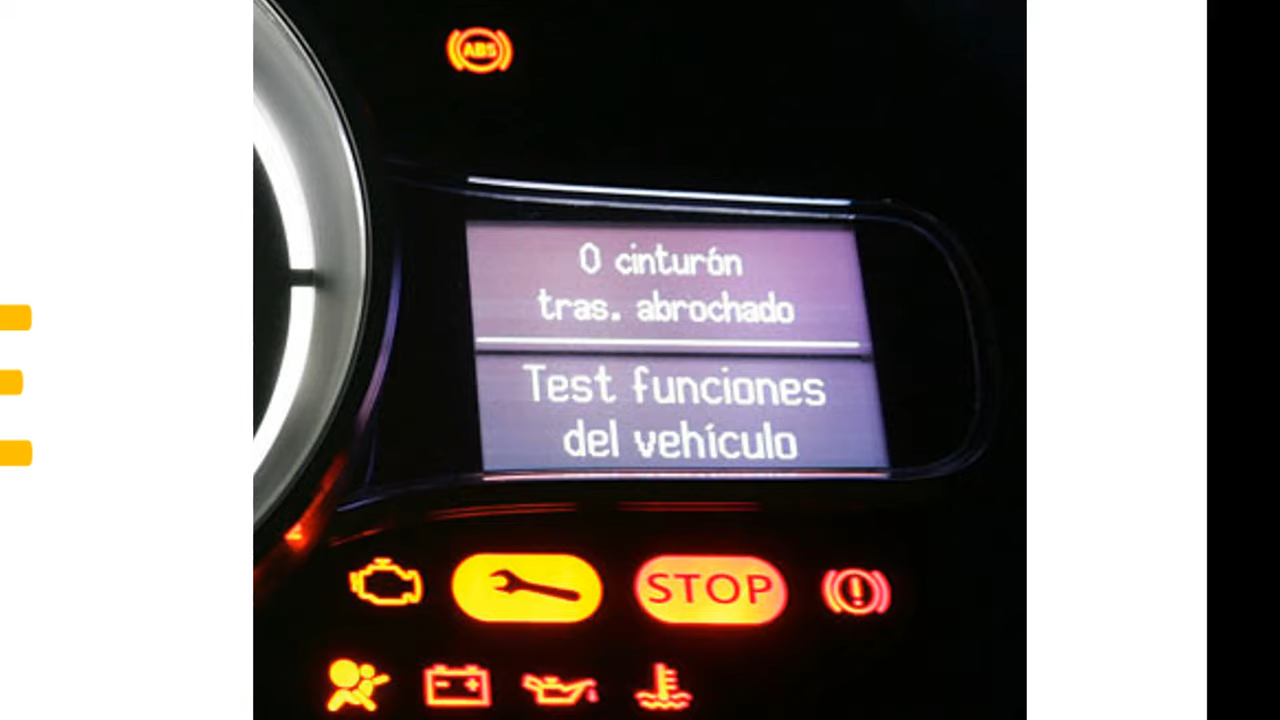 ABS
0 cinturón
tras. abrochado
Test funciones
del vehículo
STOP